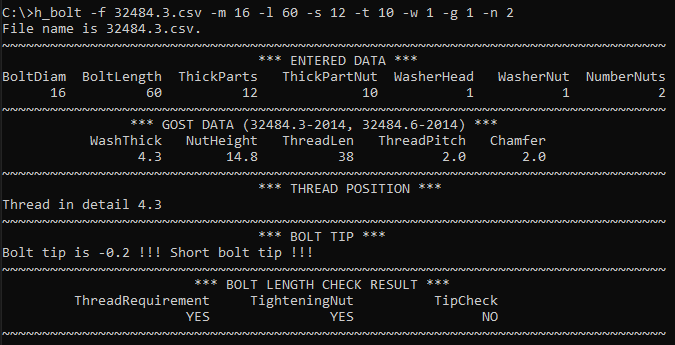 C:\>h_bolt -f 32484.3.csv -m 16 -l 60 -s 12 -t 10 -w 1 -g 1 -n 2
File name is 32484.3.csv.
~~~~~~~~~~~~~~~~~~~~~~~~~~~~~~~~~~~~~~~~~~~~~~~~~~~~~~~~~~~~~~~~~~~~~~~~~~~~~~~~~~~
*** ENTERED DATA ***
BoltDiam BoltLength ThickParts ThickPartNut WasherHead WasherNut NumberNuts
16 60 12 10 1 1 2
~~~~~~~~~~~~~~~~~~~~~~~~~~~~~~~~~~~~~~~~~~~~~~~~~~~~~~~~~~~~~~~~~~~~~~~~~~~~~~~~~~~
*** GOST DATA (32484.3-2014, 32484.6-2014) ***
WashThick NutHeight ThreadLen ThreadPitch Chamfer
4.3 14.8 38 2.0 2.0
~~~~~~~~~~~~~~~~~~~~~~~~~~~~~~~~~~~~~~~~~~~~~~~~~~~~~~~~~~~~~~~~~~~~~~~~~~~~~~~~~~~
*** THREAD POSITION ***
Thread in detail 4.3
~~~~~~~~~~~~~~~~~~~~~~~~~~~~~~~~~~~~~~~~~~~~~~~~~~~~~~~~~~~~~~~~~~~~~~~~~~~~~~~~~~~
*** BOLT TIP ***
Bolt tip is -0.2 !!! Short bolt tip !!!
~~~~~~~~~~~~~~~~~~~~~~~~~~~~~~~~~~~~~~~~~~~~~~~~~~~~~~~~~~~~~~~~~~~~~~~~~~~~~~~~~~~
*** BOLT LENGTH CHECK RESULT ***
ThreadRequirement TighteningNut TipCheck
YES YES NO
~~~~~~~~~~~~~~~~~~~~~~~~~~~~~~~~~~~~~~~~~~~~~~~~~~~~~~~~~~~~~~~~~~~~~~~~~~~~~~~~~~~